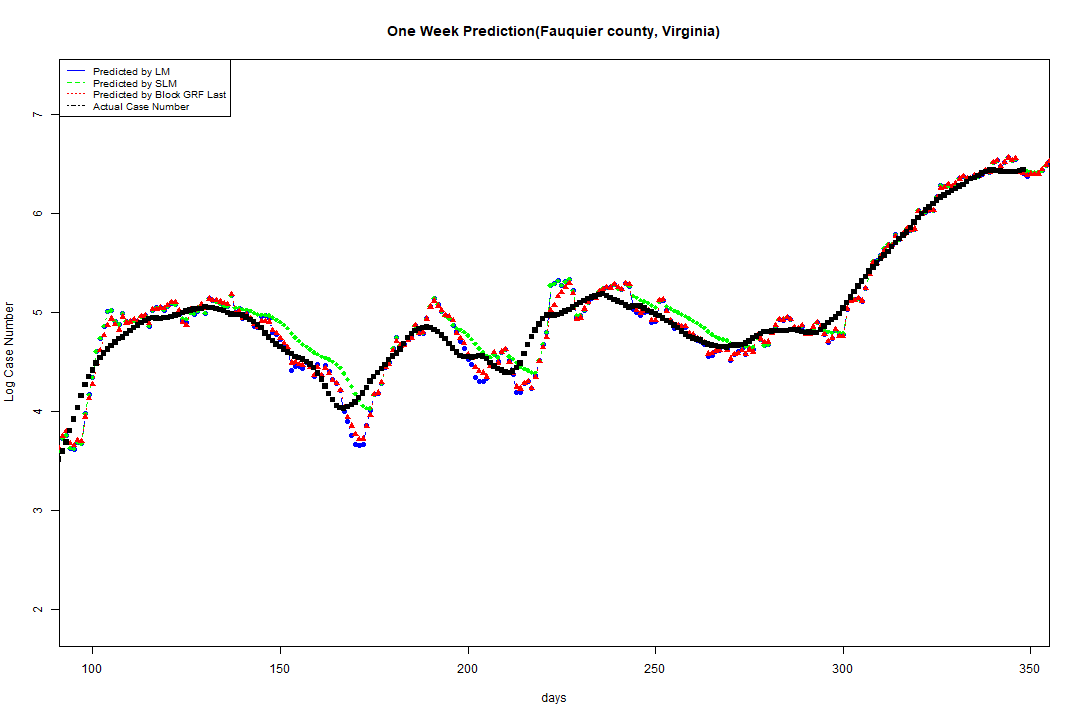 One Week Prediction(Fauquier county, Virginia)
Predicted by LM
Predicted by SLM
Predicted by Block GRF Last
Actual Case Number
Log Case Number
7
6
5
4
3
2
100 150 200 250 300 350
days